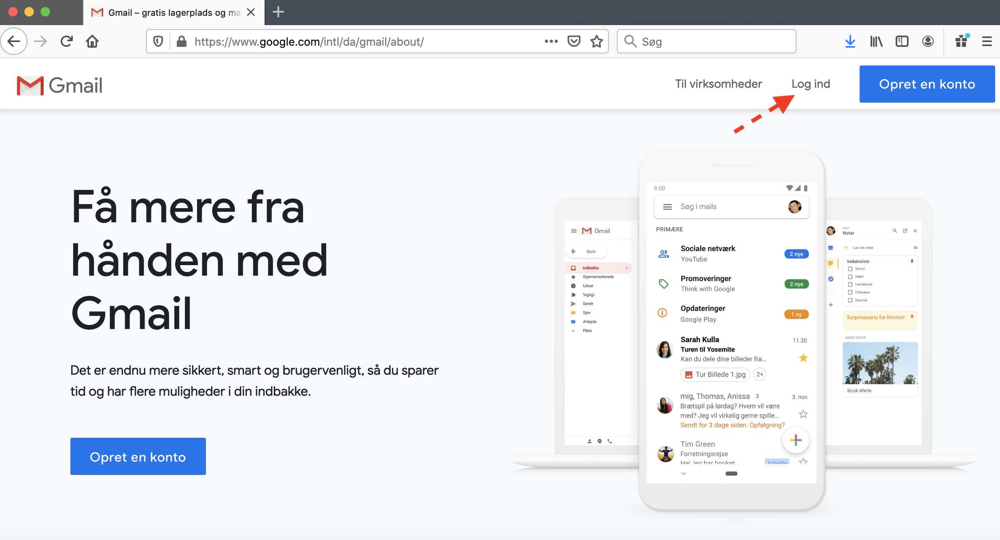 Gmail – gratis lagerplads og ma
https://www.google.com/intl/da/gmail/about/
Søg
Gmail
Til virksomheder
Log ind
Opret en konto
Få mere fra
hånden med
Gmail
Det er endnu mere sikkert, smart og brugervenligt, så du sparer
tid og har flere muligheder i din indbakke.
Opret en konto
Gmail
Skriv
Indbakke 7
Stjernemarkerede
Udsat
Vigtigt
Sendt
Sjov
Arbejde
Flere
9.00
Søg i mails
PRIMÆRE
Sociale netværk
YouTube
2 nye
Promoveringer
Think with Google
2 nye
Opdateringer
Google Play
1 ny
Sarah Kulla 11.30
Turen til Yosemite
Kan du dele dine billeder fra...
Tur Billede 1.jpg 2+
mig, Thomas, Anissa 3 3. nov.
Brætspil på lørdag? Hvem vil være
med? Jeg vil virkelig gerne spille...
Sendt for 3 dage siden. Opfølgning?
Tim Green
Forretningsrejse
Hej, jeg har booket... Arbejde
KEEP
Noter
Lav en note
Indkøbsliste
Spinat
Mælk
Franskbrød
Chilipeber
Bananer
Surpriseparty for Kirsten!
ANDRE NOTER
Book øferie